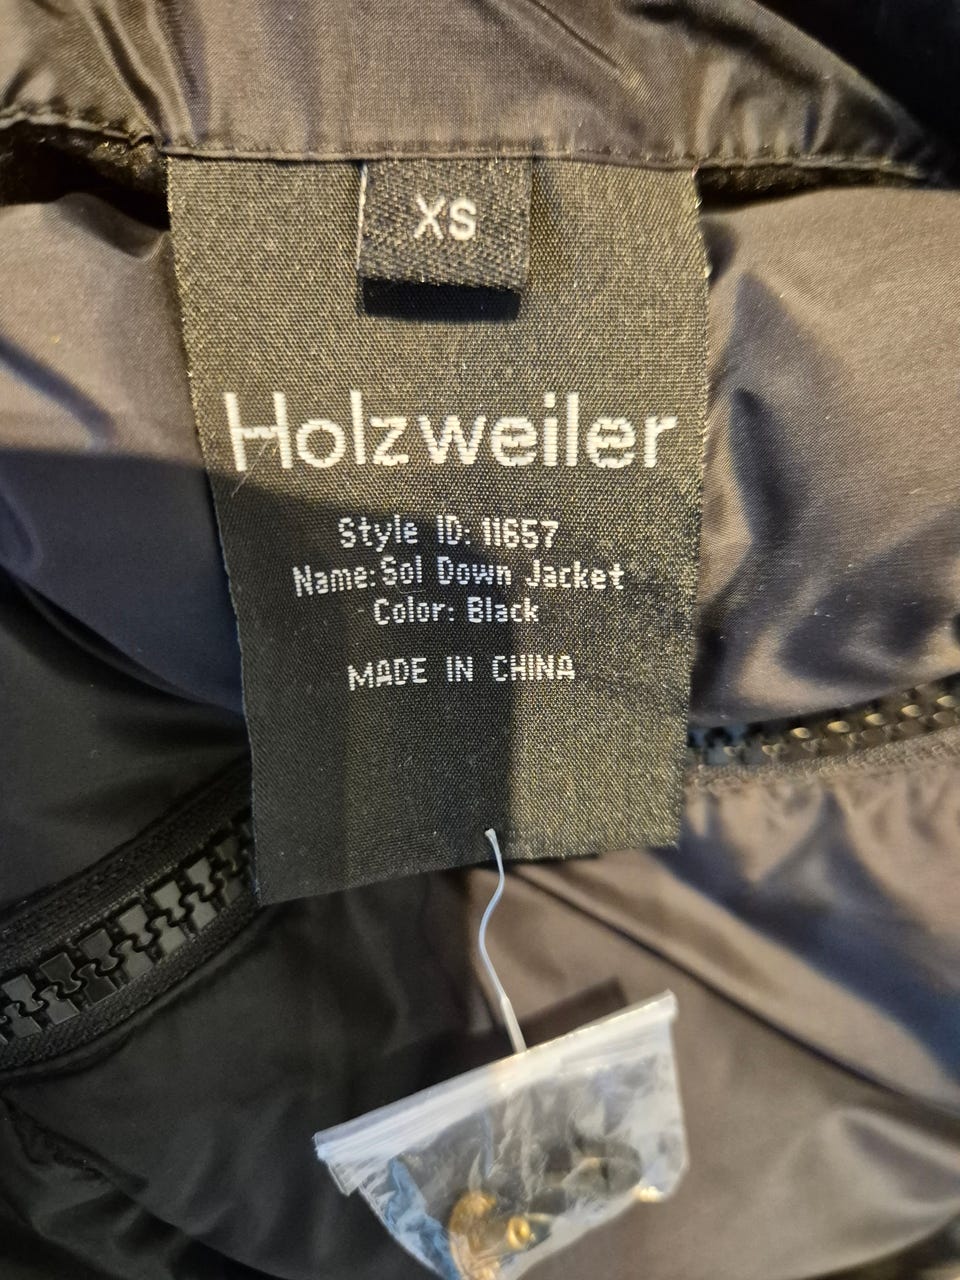 XS
Holzweiler
Style ID: 11657
Name:Sol Down Jacket
Color: Black
MADE IN CHINA